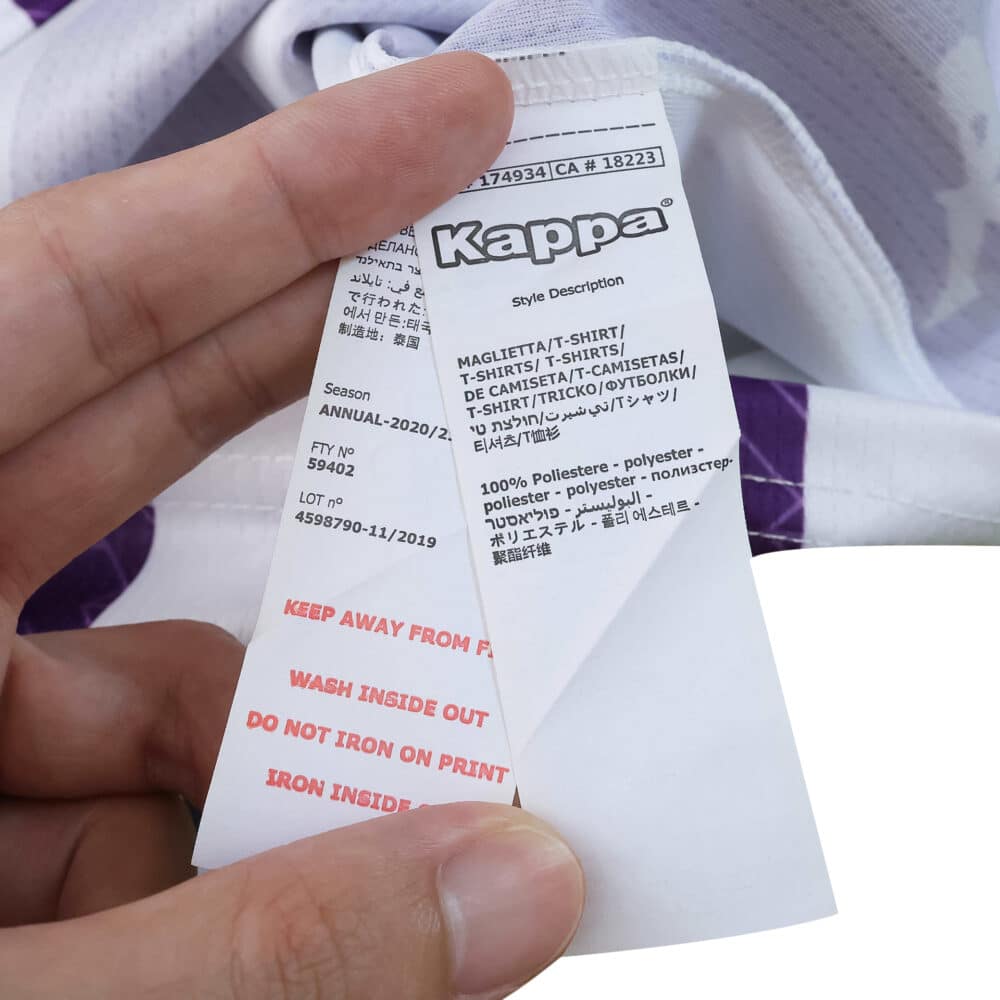 174934 CA # 18223
Kappa®
Style Description
MAGLIETTA/T-SHIRT/
T-SHIRTS/ T-SHIRTS/
DE CAMISETA/T-CAMISETAS/
T-SHIRT/TRICKO/ФУТБОЛКИ/
חולצת טי/تي شيرت/Tシャツ/
E|셔츠/T恤衫
100% Poliestere - polyester -
poliester - polyester - полиэстер-
פוליאסטר - البوليستر -
ポリエステル - 폴리 에스테르 -
聚酯纤维
で行われた:
에서 만든:태국
制造地: 泰国
Season
ANNUAL-2020/2
FTY Nº
59402
LOT nº
4598790-11/2019
KEEP AWAY FROM
WASH INSIDE OUT
DO NOT IRON ON PRINT
IRON INSIDE